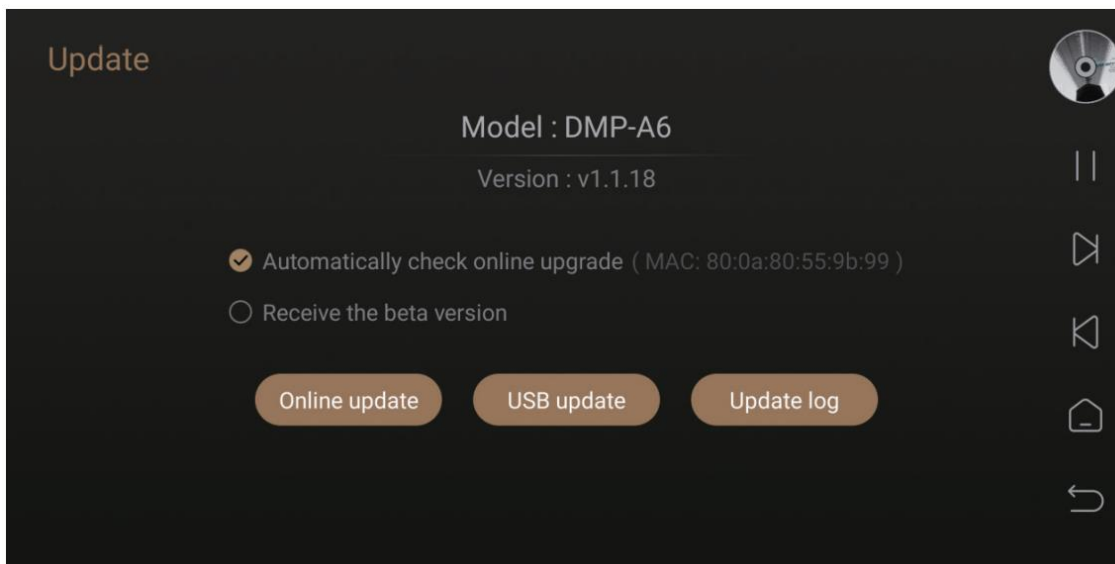 Update
Model : DMP-A6
Version : v1.1.18
Automatically check online upgrade ( MAC: 80:0a:80:55:9b:99 )
Receive the beta version
Online update
USB update
Update log